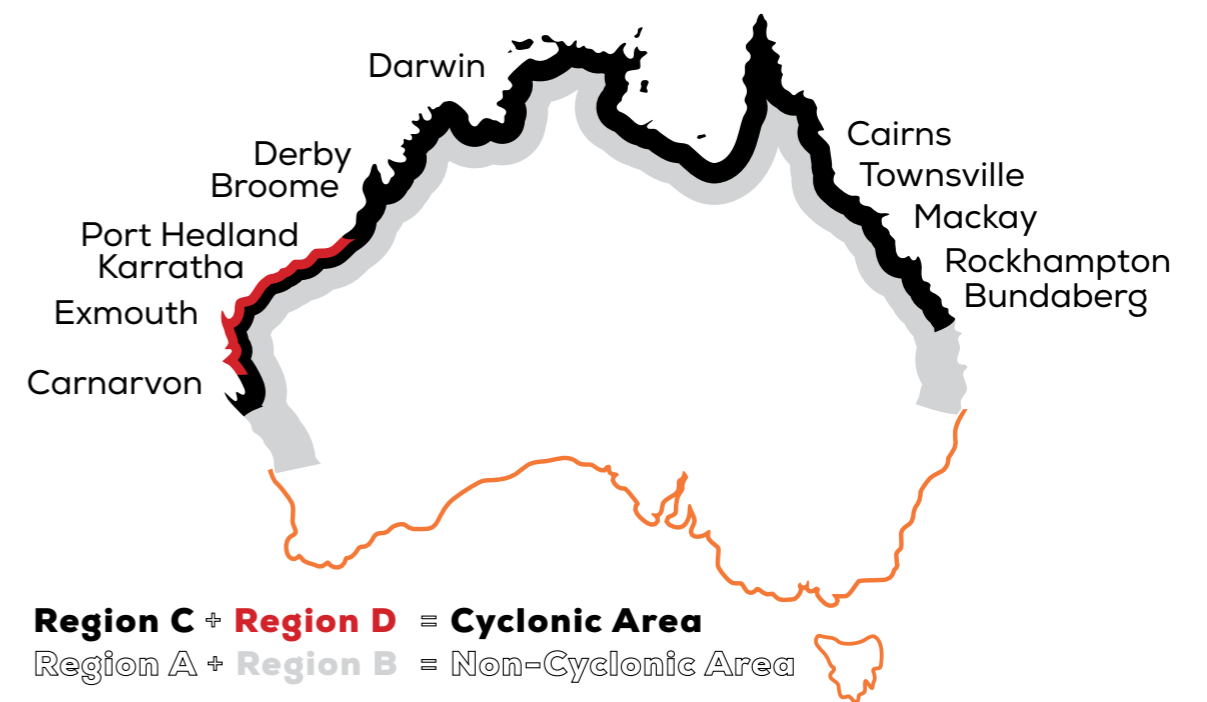 Darwin
Derby
Broome
Port Hedland
Karratha
Exmouth
Carnarvon
Cairns
Townsville
Mackay
Rockhampton
Bundaberg
Region C + Region D = Cyclonic Area
Region A + Region B = Non-Cyclonic Area